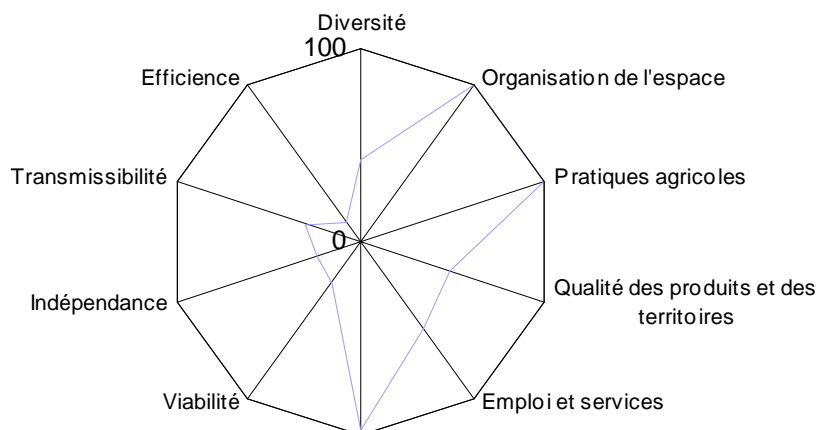 Diversité
100
Efficience
Organisation de l'espace
Transmissibilité
Pratiques agricoles
0
Indépendance
Qualité des produits et des
territoires
Viabilité
Emploi et services